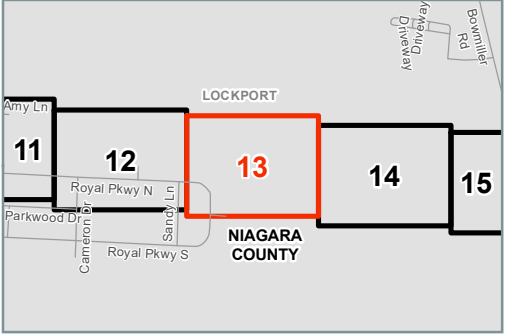 Bowmiller
Rd
Driveway
Driveway
LOCKPORT
Amy Ln
11
12
13
14
15
Royal Pkwy N
Parkwood Dr
Cameron Dr
Sandy Ln
Royal Pkwy S
NIAGARA
COUNTY